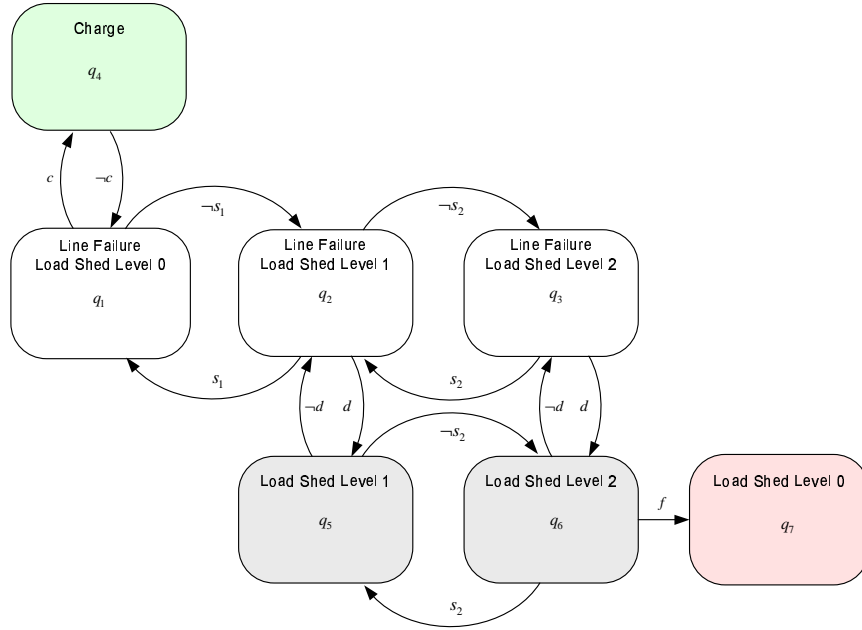 Charge
q₄
c
¬c
¬s₁
¬s₂
Line Failure
Load Shed Level 0
q₁
Line Failure
Load Shed Level 1
q₂
Line Failure
Load Shed Level 2
q₃
s₁
s₂
¬d
d
¬d
d
¬s₂
Load Shed Level 1
q₅
Load Shed Level 2
q₆
f
Load Shed Level 0
q₇
s₂